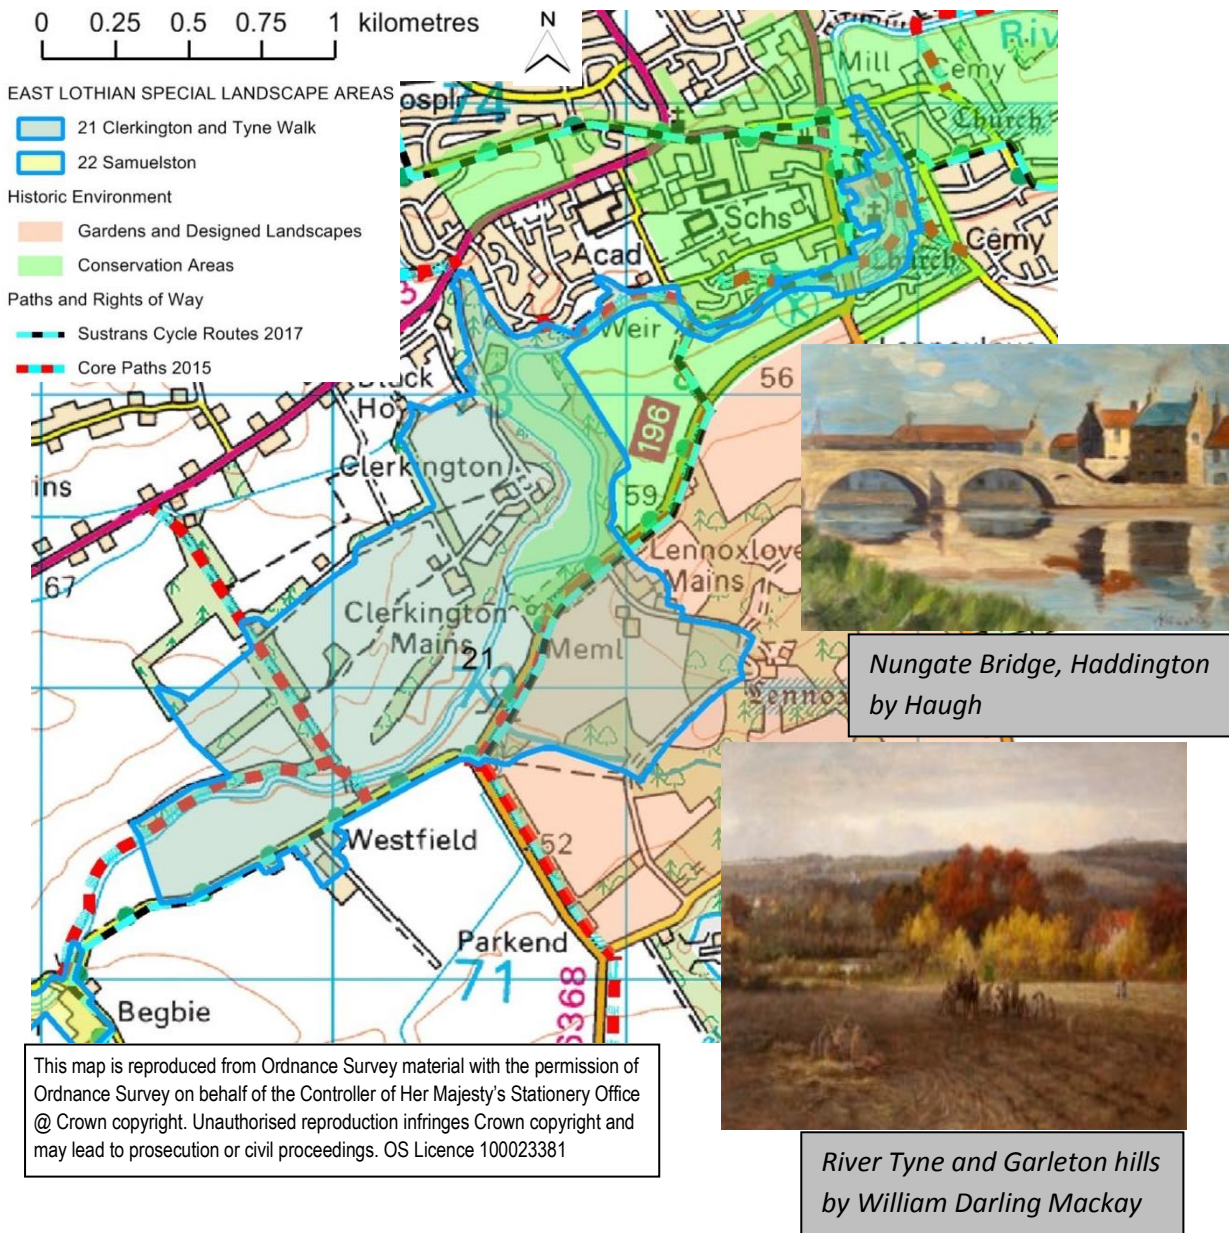 0 0.25 0.5 0.75 1 kilometres
N
EAST LOTHIAN SPECIAL LANDSCAPE AREAS
21 Clerkington and Tyne Walk
22 Samuelston
Historic Environment
Gardens and Designed Landscapes
Conservation Areas
Paths and Rights of Way
Sustrans Cycle Routes 2017
Core Paths 2015
74
Mill
Riv
Cemy
Church
Schs
Acad
Cemy
Church
Weir
56
196
Clerkington
ins
59
67
Lennoxlove
Mains
Clerkington
Mains
21
72
Meml
Westfield
52
Parkend
71
Begbie
Nungate Bridge, Haddington
by Haugh
This map is reproduced from Ordnance Survey material with the permission of
Ordnance Survey on behalf of the Controller of Her Majesty's Stationery Office
@ Crown copyright. Unauthorised reproduction infringes Crown copyright and
may lead to prosecution or civil proceedings. OS Licence 100023381
River Tyne and Garleton hills
by William Darling Mackay